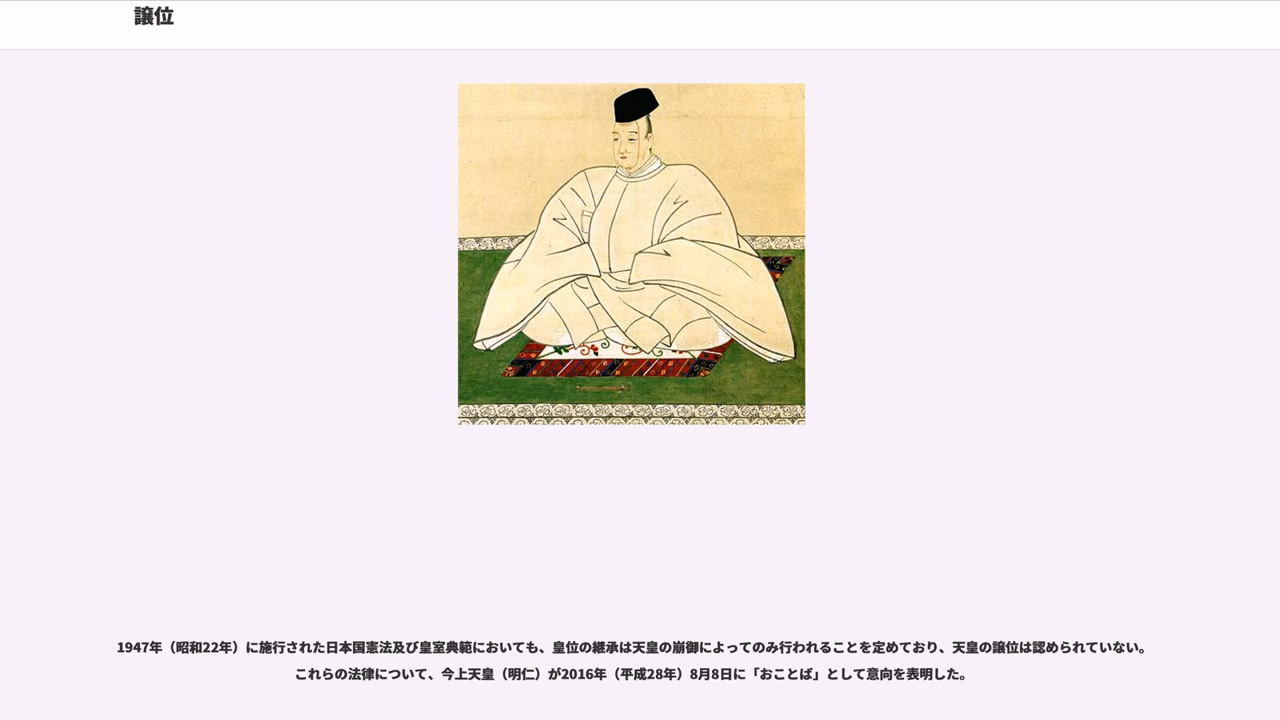 譲位
1947年（昭和22年）に施行された日本国憲法及び皇室典範においても、皇位の継承は天皇の崩御によってのみ行われることを定めており、天皇の譲位は認められていない。
これらの法律について、今上天皇（明仁）が2016年（平成28年）8月8日に「おことば」として意向を表明した。